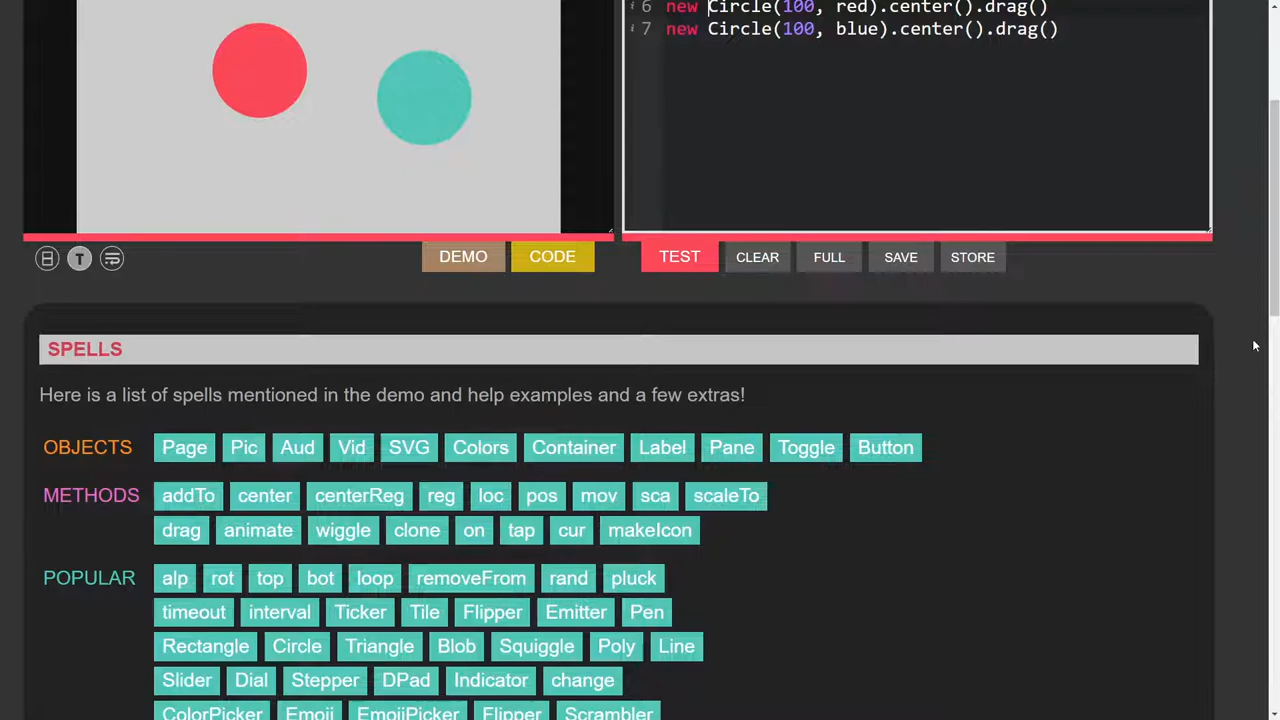 6 new Circle(100, red).center().drag()
7 new Circle(100, blue).center().drag()
T
DEMO CODE TEST CLEAR FULL SAVE STORE
SPELLS
Here is a list of spells mentioned in the demo and help examples and a few extras!
OBJECTS Page Pic Aud Vid SVG Colors Container Label Pane Toggle Button
METHODS addTo center centerReg reg loc pos mov sca scaleTo
drag animate wiggle clone on tap cur makeIcon
POPULAR alp rot top bot loop removeFrom rand pluck
timeout interval Ticker Tile Flipper Emitter Pen
Rectangle Circle Triangle Blob Squiggle Poly Line
Slider Dial Stepper DPad Indicator change
ColorPicker Emoji EmojiPicker Flipper Scrambler